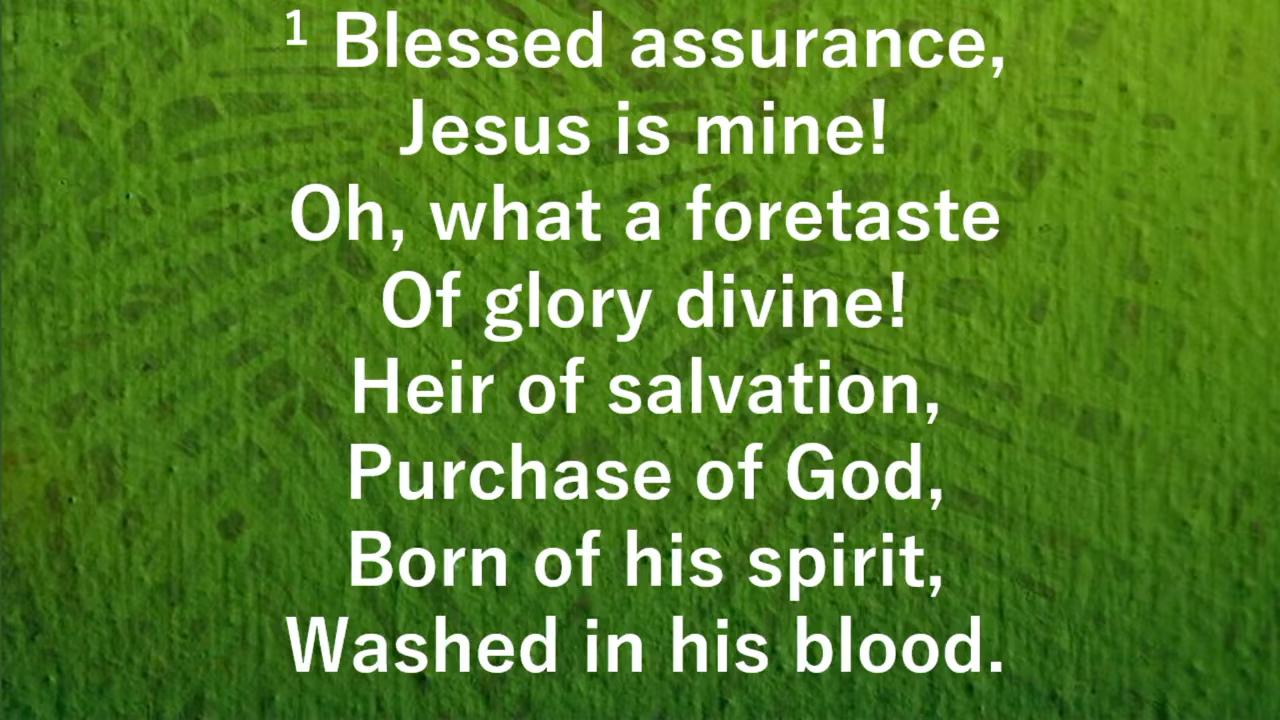 ¹ Blessed assurance,
Jesus is mine!
Oh, what a foretaste
Of glory divine!
Heir of salvation,
Purchase of God,
Born of his spirit,
Washed in his blood.